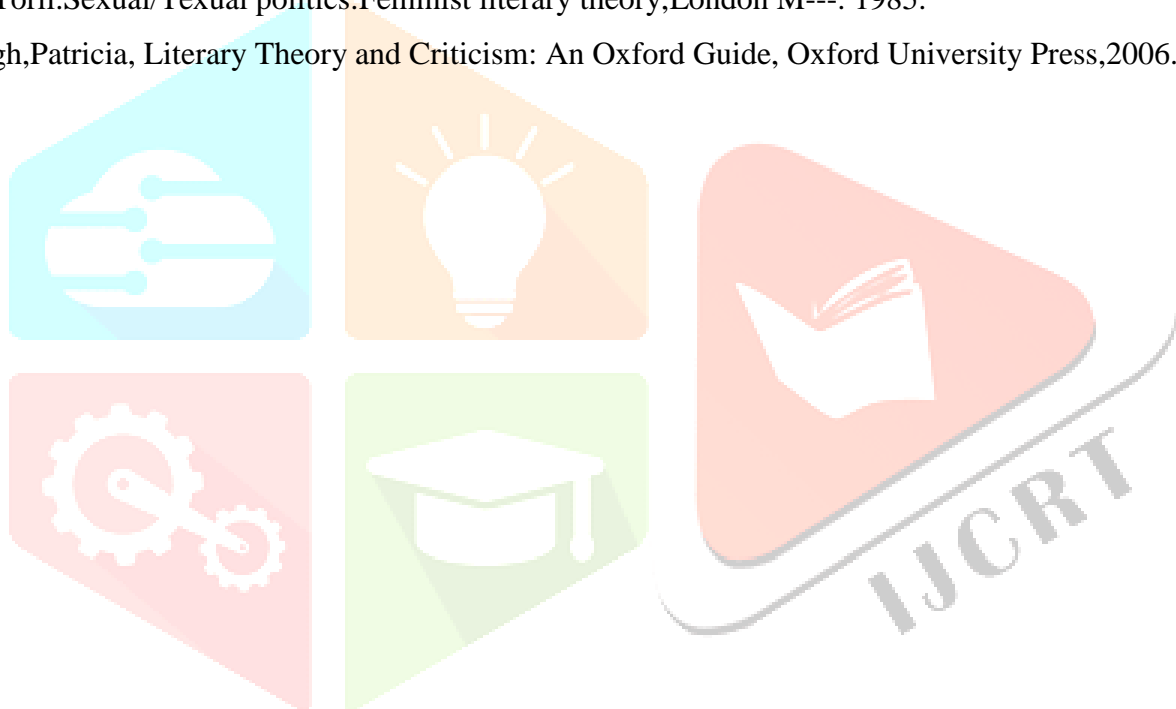 Toril.Sexual/Texual politics:Feminist literary theory,London M---. 1985.
gh,Patricia, Literary Theory and Criticism: An Oxford Guide, Oxford University Press,2006.
IJCRT